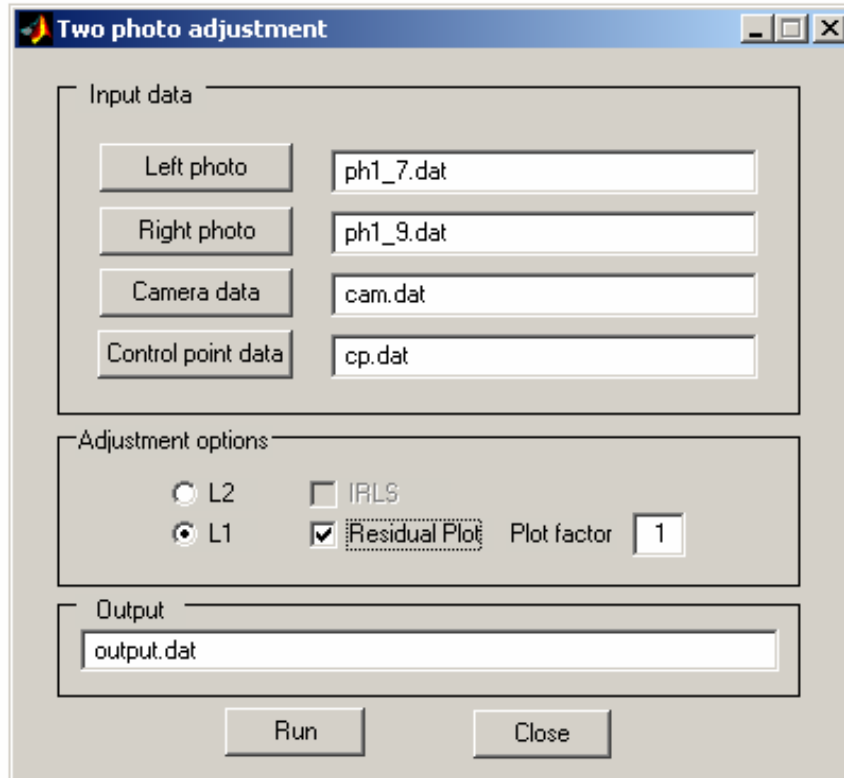 Two photo adjustment
Input data
Left photo ph1_7.dat
Right photo ph1_9.dat
Camera data cam.dat
Control point data cp.dat
Adjustment options
L2 IRLS
L1 Residual Plot Plot factor 1
Output
output.dat
Run Close